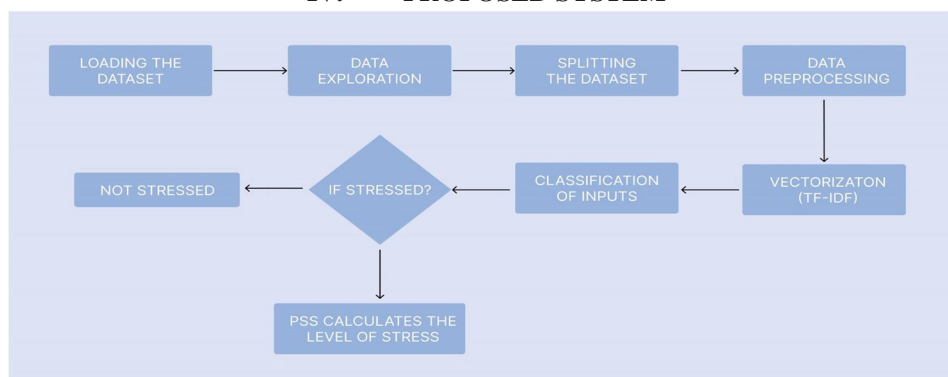 IV. PROPOSED SYSTEM
LOADING THE
DATASET
DATA
EXPLORATION
SPLITTING
THE DATASET
DATA
PREPROCESSING
NOT STRESSED
IF STRESSED?
CLASSIFICATION
OF INPUTS
VECTORIZATON
(TF-IDF)
PSS CALCULATES THE
LEVEL OF STRESS